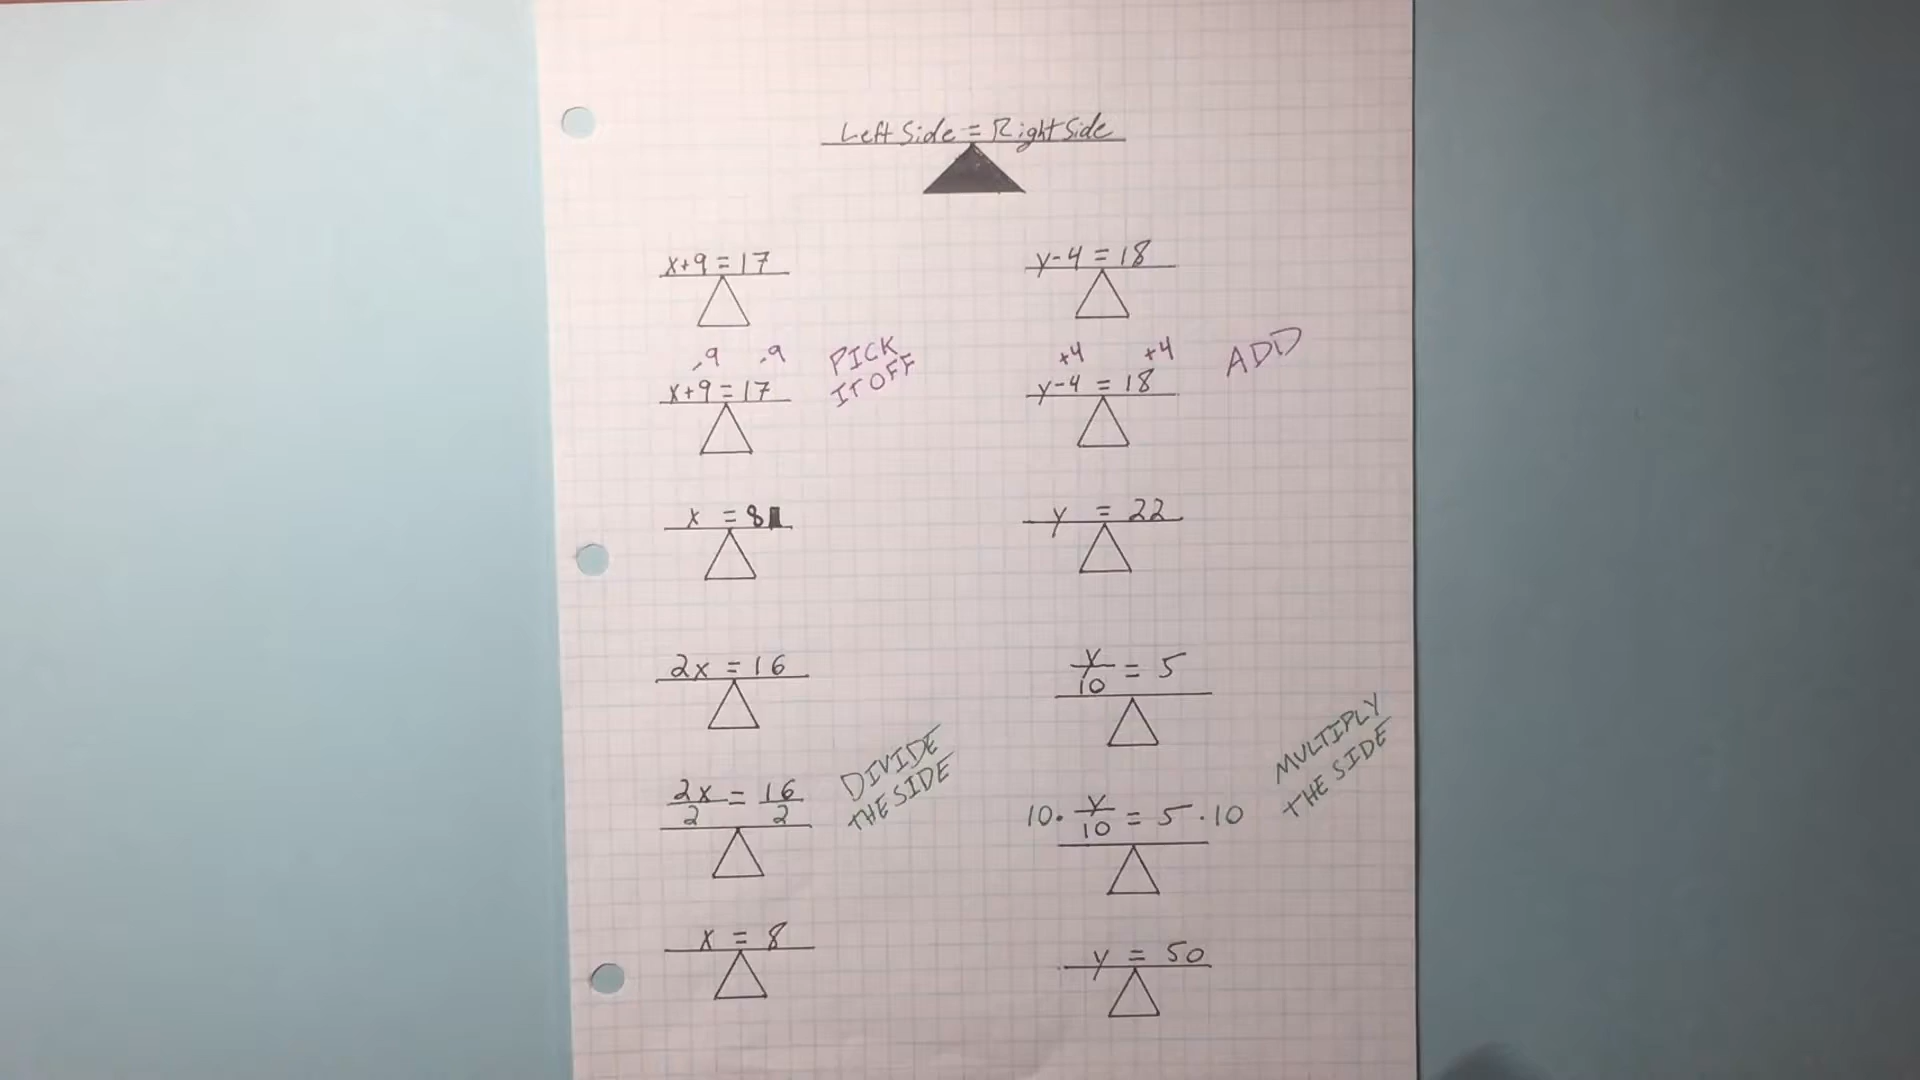 Left Side = Right Side
x+9 = 17
y-4 = 18
-9 -9
x+9 = 17
PICK
IT OFF
+4 +4
y-4 = 18
ADD
x = 8
y = 22
2x = 16
y/10 = 5
2x/2 = 16/2
DIVIDE
THE SIDE
10 · y/10 = 5 · 10
MULTIPLY
THE SIDE
x = 8
y = 50